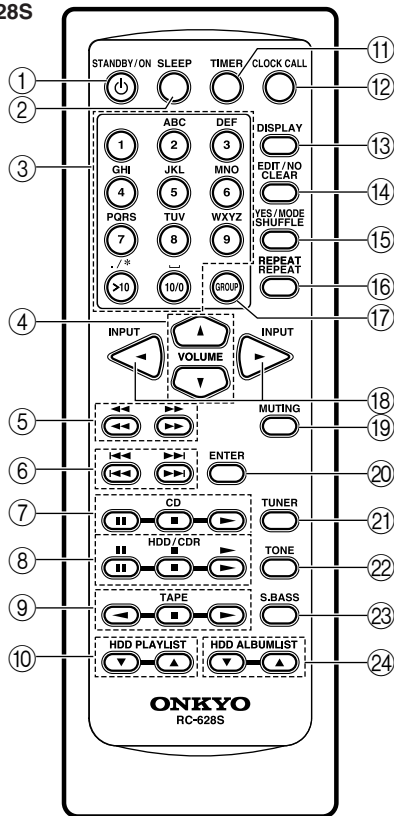 28S
STANDBY/ON SLEEP TIMER CLOCK CALL
① ② ⑪ ⑫
③ ABC DEF DISPLAY ⑬
1 2 3
GHI JKL MNO EDIT/NO
CLEAR ⑭
4 5 6
PQRS TUV WXYZ YES/MODE
SHUFFLE ⑮
7 8 9
./* ␣ REPEAT
REPEAT ⑯
>10 10/0 GROUP ⑰
④ INPUT VOLUME INPUT ⑱
⑤ MUTING ⑲
⑥ ENTER ⑳
⑦ CD TUNER ㉑
⑧ HDD/CDR TONE ㉒
⑨ TAPE S.BASS ㉓
⑩ HDD PLAYLIST HDD ALBUMLIST ㉔
ONKYO
RC-628S